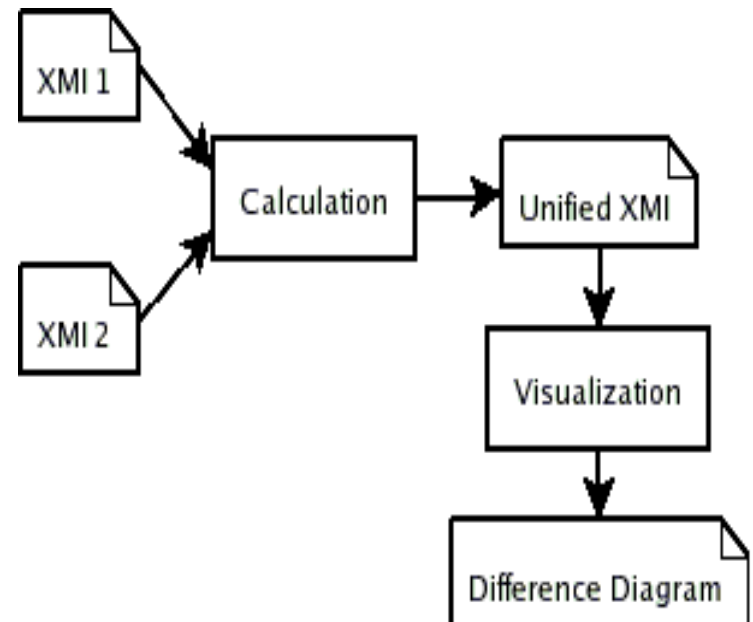 XMI 1
Calculation
Unified XMI
XMI 2
Visualization
Difference Diagram